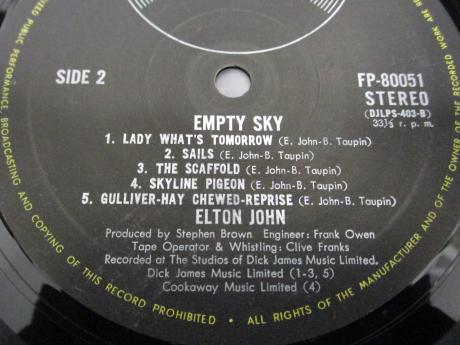 SIDE 2
FP-80051
STEREO
(DJLPS-403-B)
33⅓ r. p. m.
EMPTY SKY
1. LADY WHAT'S TOMORROW (E. John-B. Taupin)
2. SAILS (E. John-B. Taupin)
3. THE SCAFFOLD (E. John-B. Taupin)
4. SKYLINE PIGEON (E. John-B. Taupin)
5. GULLIVER-HAY CHEWED-REPRISE (E. John-B. Taupin)
ELTON JOHN
Produced by Stephen Brown Engineer: Frank Owen
Tape Operator & Whistling: Clive Franks
Recorded at The Studios of Dick James Music Limited.
Dick James Music Limited (1-3, 5)
Cookaway Music Limited (4)
PUBLIC PERFORMANCE, BROADCASTING AND COPYING OF THIS RECORD PROHIBITED • ALL RIGHTS OF THE MANUFACTURER AND OF THE OWNER OF THE RECORDED WORK ARE